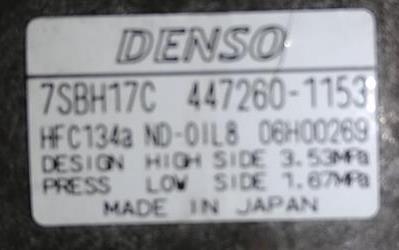 DENSO
7SBH17C 447260-1153
HFC134a ND-OIL8 06H00269
DESIGN HIGH SIDE 3.53MPa
PRESS LOW SIDE 1.67MPa
MADE IN JAPAN